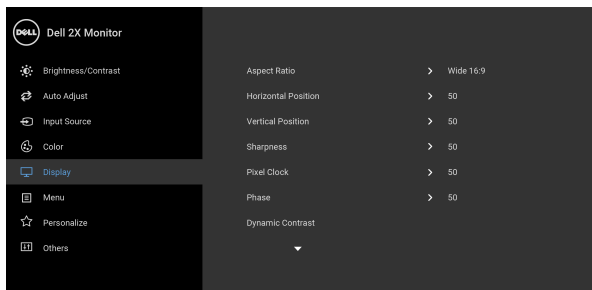 DELL Dell 2X Monitor
Brightness/Contrast
Auto Adjust
Input Source
Color
Display
Menu
Personalize
Others
Aspect Ratio Wide 16:9
Horizontal Position 50
Vertical Position 50
Sharpness 50
Pixel Clock 50
Phase 50
Dynamic Contrast